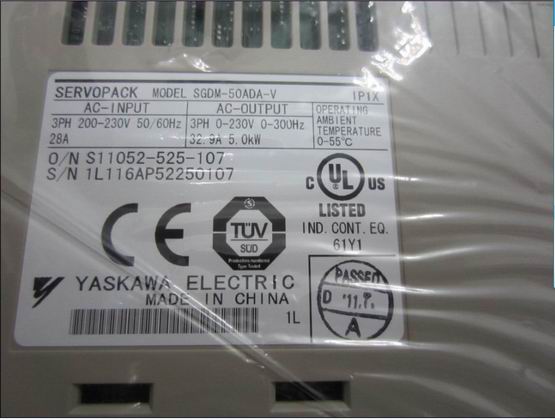 SERVOPACK MODEL SGDM-50ADA-V IP1X
AC-INPUT AC-OUTPUT OPERATING AMBIENT TEMPERATURE 0-55°C
3PH 200-230V 50/60Hz 3PH 0-230V 0-300Hz
28A 32.9A 5.0kW
O/N S11052-525-107
S/N 1L116AP52250107
C UL US
LISTED
IND. CONT. EQ.
61Y1
CE
TÜV
SÜD
YASKAWA ELECTRIC
MADE IN CHINA
1L
PASSED
D '11.
A